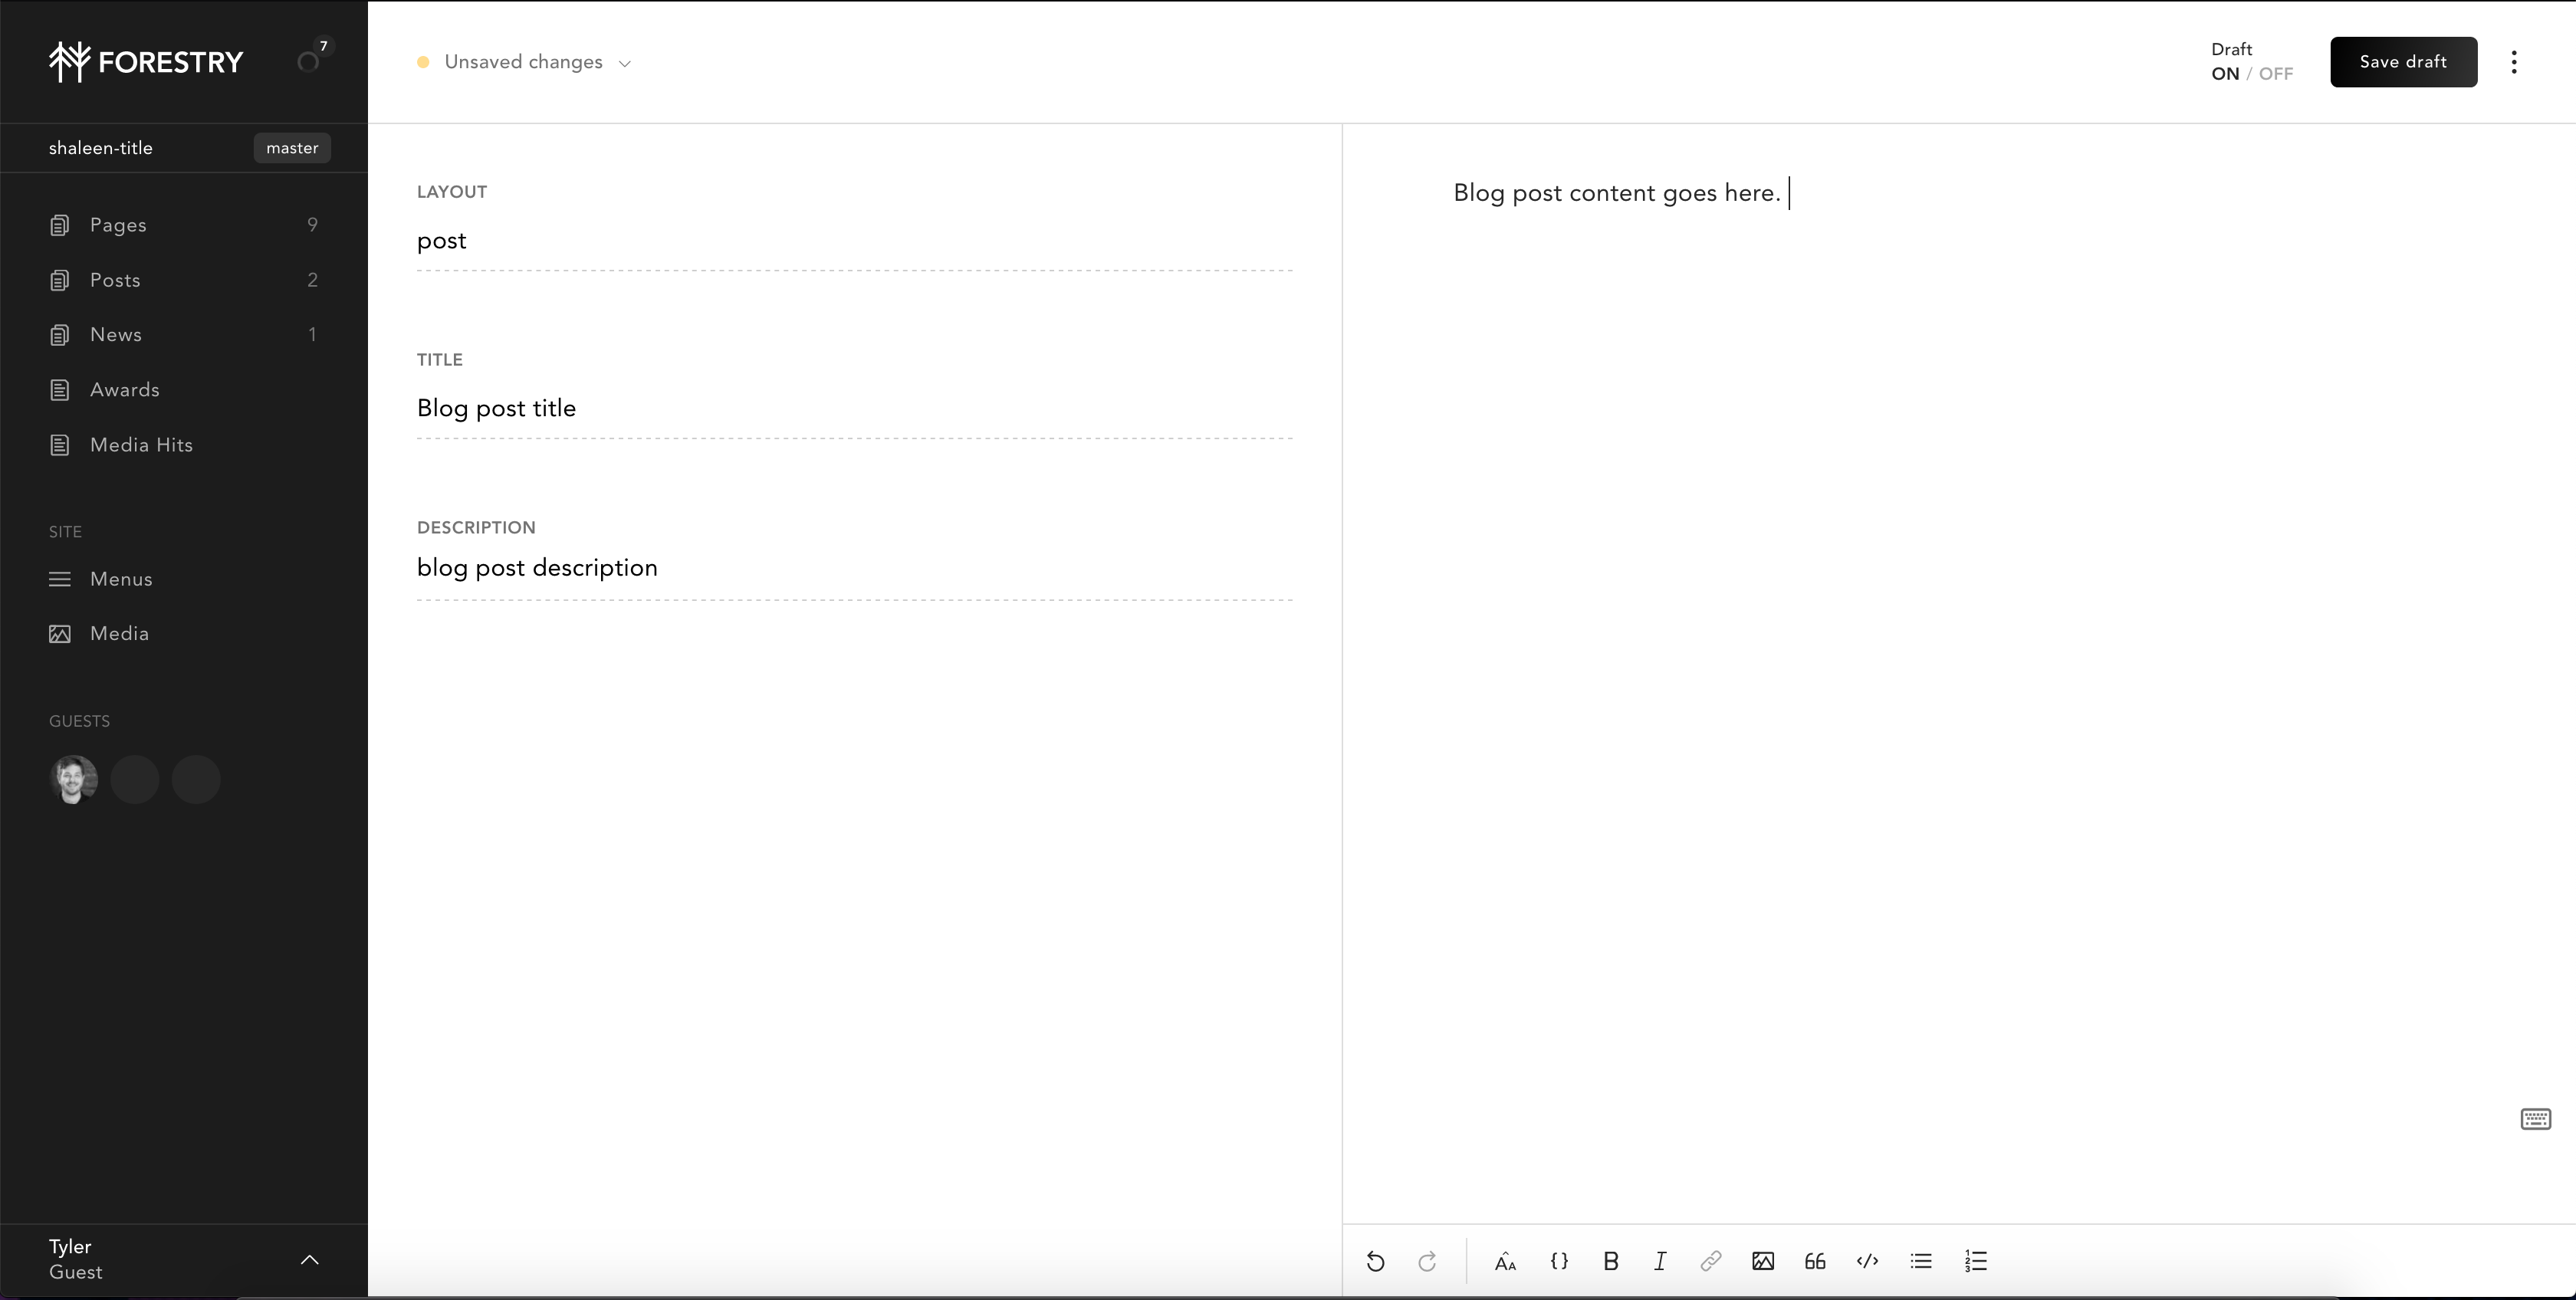 FORESTRY
7
shaleen-title
master
Pages 9
Posts 2
News 1
Awards
Media Hits
SITE
Menus
Media
GUESTS
Tyler
Guest
Unsaved changes
Draft
ON / OFF
Save draft
LAYOUT
post
TITLE
Blog post title
DESCRIPTION
blog post description
Blog post content goes here.